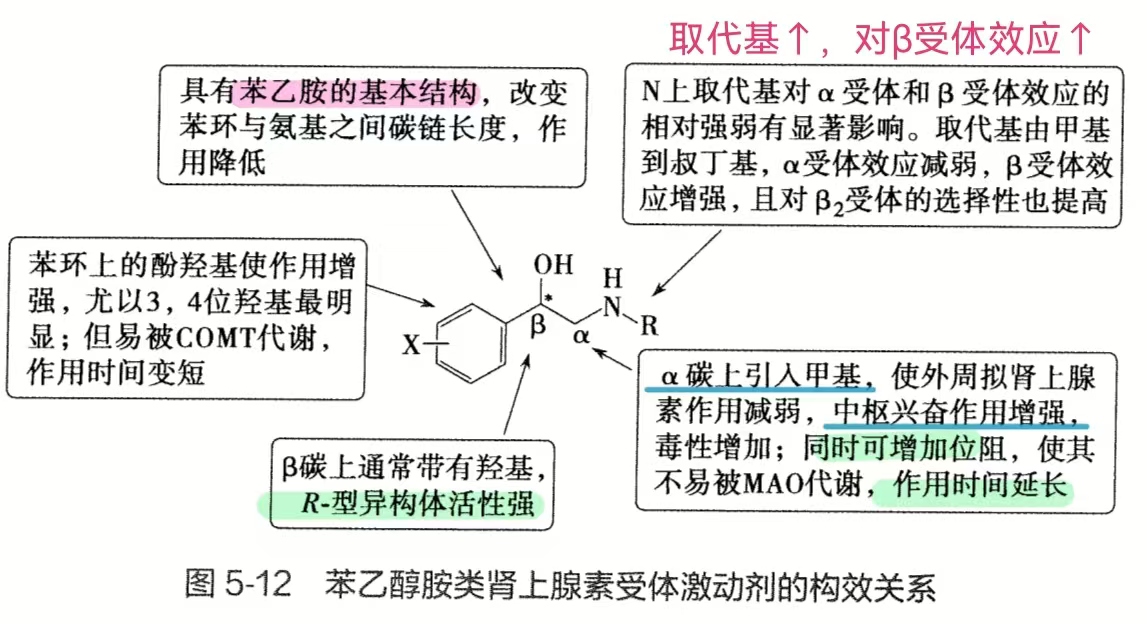 取代基↑，对β受体效应↑
具有苯乙胺的基本结构，改变
苯环与氨基之间碳链长度，作
用降低
N上取代基对α受体和β受体效应的
相对强弱有显著影响。取代基由甲基
到叔丁基，α受体效应减弱，β受体效
应增强，且对β₂受体的选择性也提高
苯环上的酚羟基使作用增
强，尤以3，4位羟基最明
显；但易被COMT代谢，
作用时间变短
OH
H
N
*
β
α
R
X
α碳上引入甲基，使外周拟肾上腺
素作用减弱，中枢兴奋作用增强，
毒性增加；同时可增加位阻，使其
不易被MAO代谢，作用时间延长
β碳上通常带有羟基，
R-型异构体活性强
图 5-12 苯乙醇胺类肾上腺素受体激动剂的构效关系